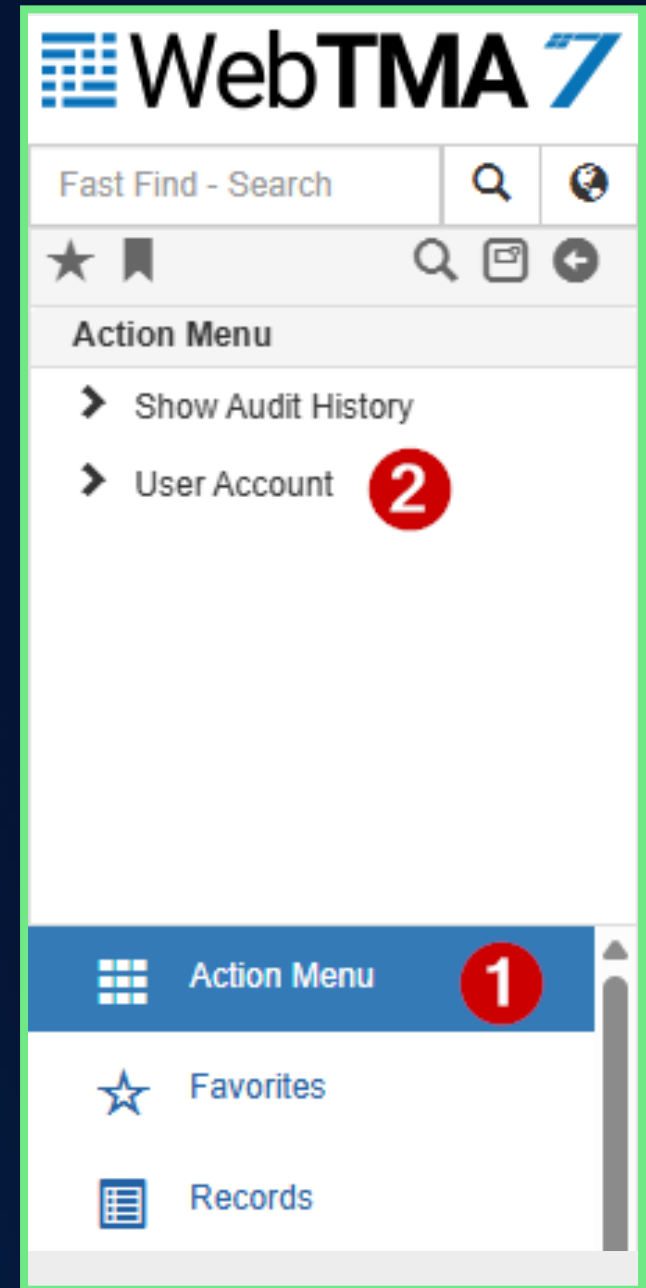 WebTMA 7
Fast Find - Search
Action Menu
Show Audit History
User Account 2
Action Menu 1
Favorites
Records